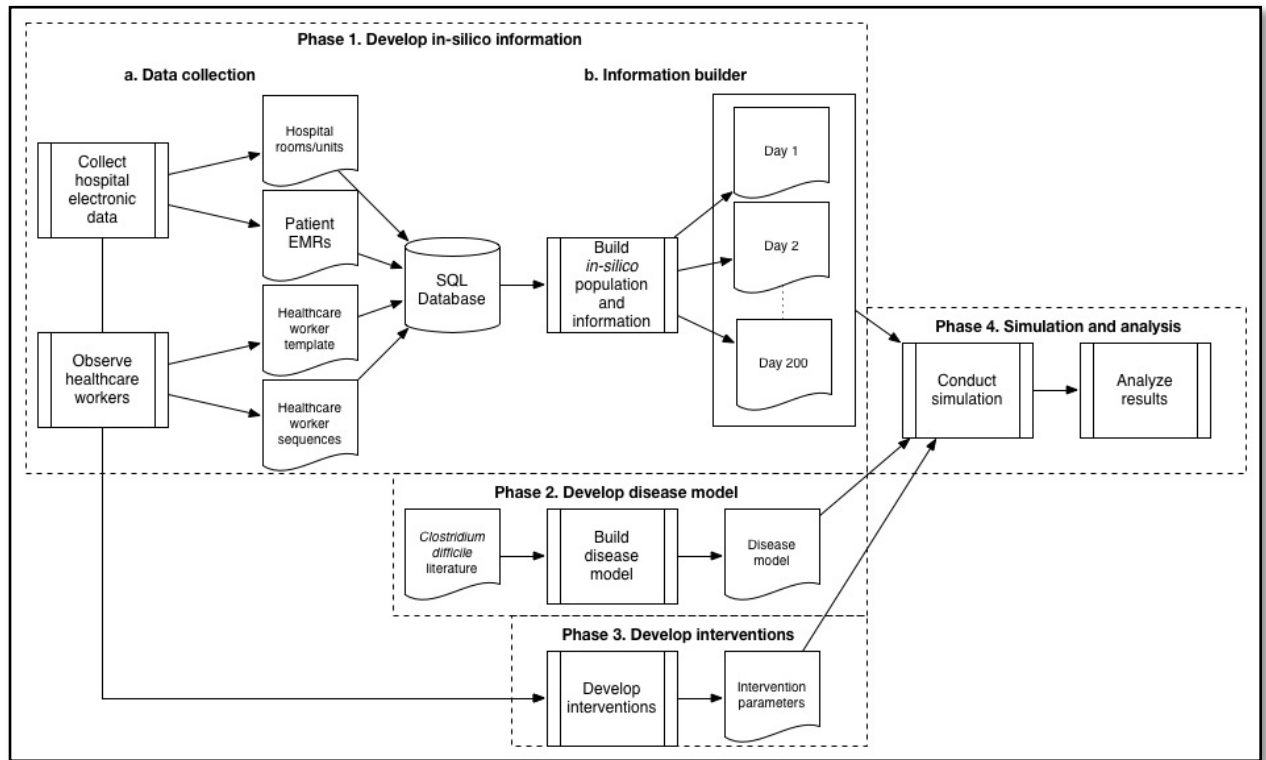 Phase 1. Develop in-silico information
a. Data collection
b. Information builder
Collect
hospital
electronic
data
Hospital
rooms/units
Patient
EMRs
Healthcare
worker
template
Healthcare
worker
sequences
Observe
healthcare
workers
SQL
Database
Build
in-silico
population
and
information
Day 1
Day 2
Day 200
Phase 4. Simulation and analysis
Conduct
simulation
Analyze
results
Phase 2. Develop disease model
Clostridium
difficile
literature
Build
disease
model
Disease
model
Phase 3. Develop interventions
Develop
interventions
Intervention
parameters